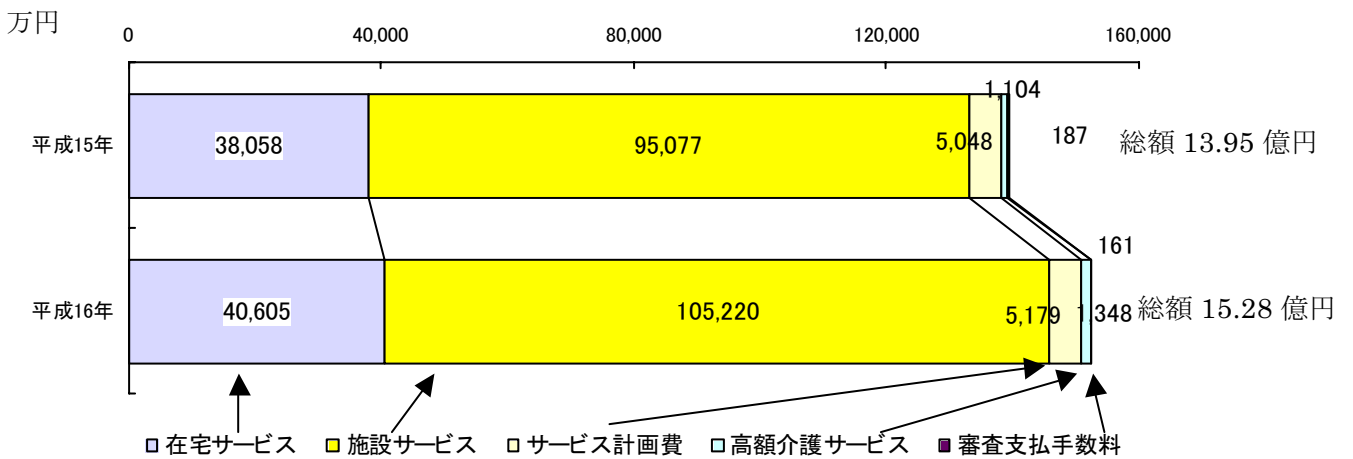 万円
0 40,000 80,000 120,000 160,000
平成15年 38,058 95,077 5,048 1,104 187 総額 13.95 億円
平成16年 40,605 105,220 5,179 1,348 161 総額 15.28 億円
在宅サービス 施設サービス サービス計画費 高額介護サービス 審査支払手数料